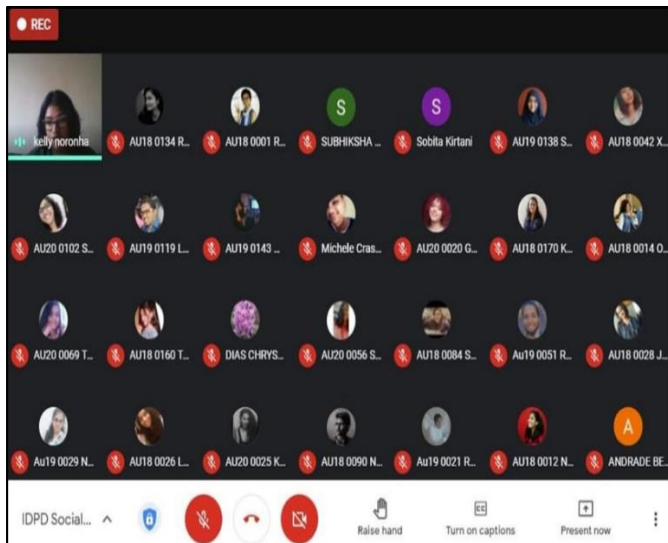 REC
kelly noronha
AU18 0134 R...
AU18 0001 R...
S
SUBHIKSHA ...
S
Sobita Kirtani
AU19 0138 S...
AU18 0042 X...
AU20 0102 S...
AU19 0119 L...
AU19 0143 ...
Michele Cras...
AU20 0020 G...
AU18 0170 K...
AU18 0014 O...
AU20 0069 T...
AU18 0160 T...
DIAS CHRYS...
AU20 0056 S...
AU18 0084 S...
Au19 0051 R...
AU18 0028 J...
Au19 0029 N...
AU18 0026 L...
AU20 0025 K...
AU18 0090 N...
Au19 0021 R...
AU18 0012 N...
A
ANDRADE BE...
IDPD Social...
Raise hand
CC
Turn on captions
Present now